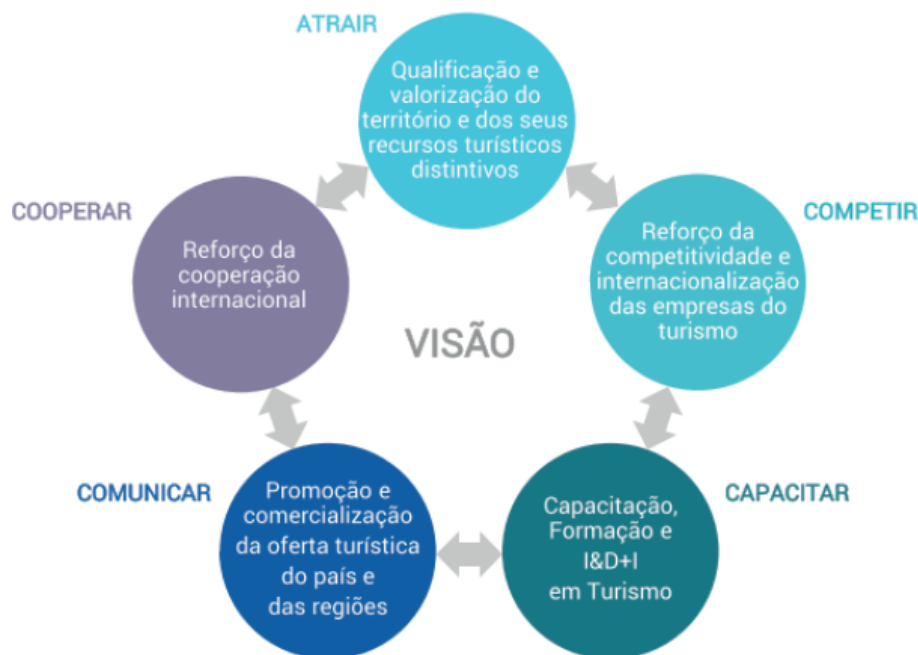 ATRAIR
Qualificação e
valorização do
território e dos seus
recursos turísticos
distintivos
COOPERAR
Reforço da
cooperação
internacional
COMPETIR
Reforço da
competitividade e
internacionalização
das empresas do
turismo
VISÃO
COMUNICAR
Promoção e
comercialização
da oferta turística
do país e
das regiões
CAPACITAR
Capacitação,
Formação e
I&D+I
em Turismo